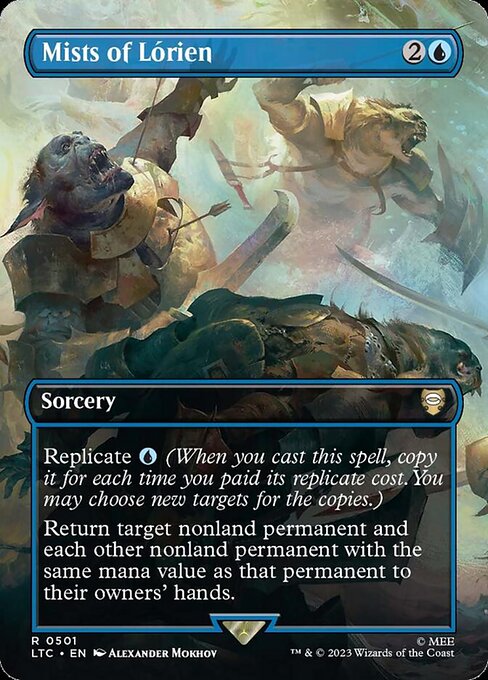 Mists of Lórien 2
Sorcery
Replicate (When you cast this spell, copy
it for each time you paid its replicate cost. You
may choose new targets for the copies.)
Return target nonland permanent and
each other nonland permanent with the
same mana value as that permanent to
their owners' hands.
R 0501
LTC • EN Alexander Mokhov
© MEE
™ & © 2023 Wizards of the Coast